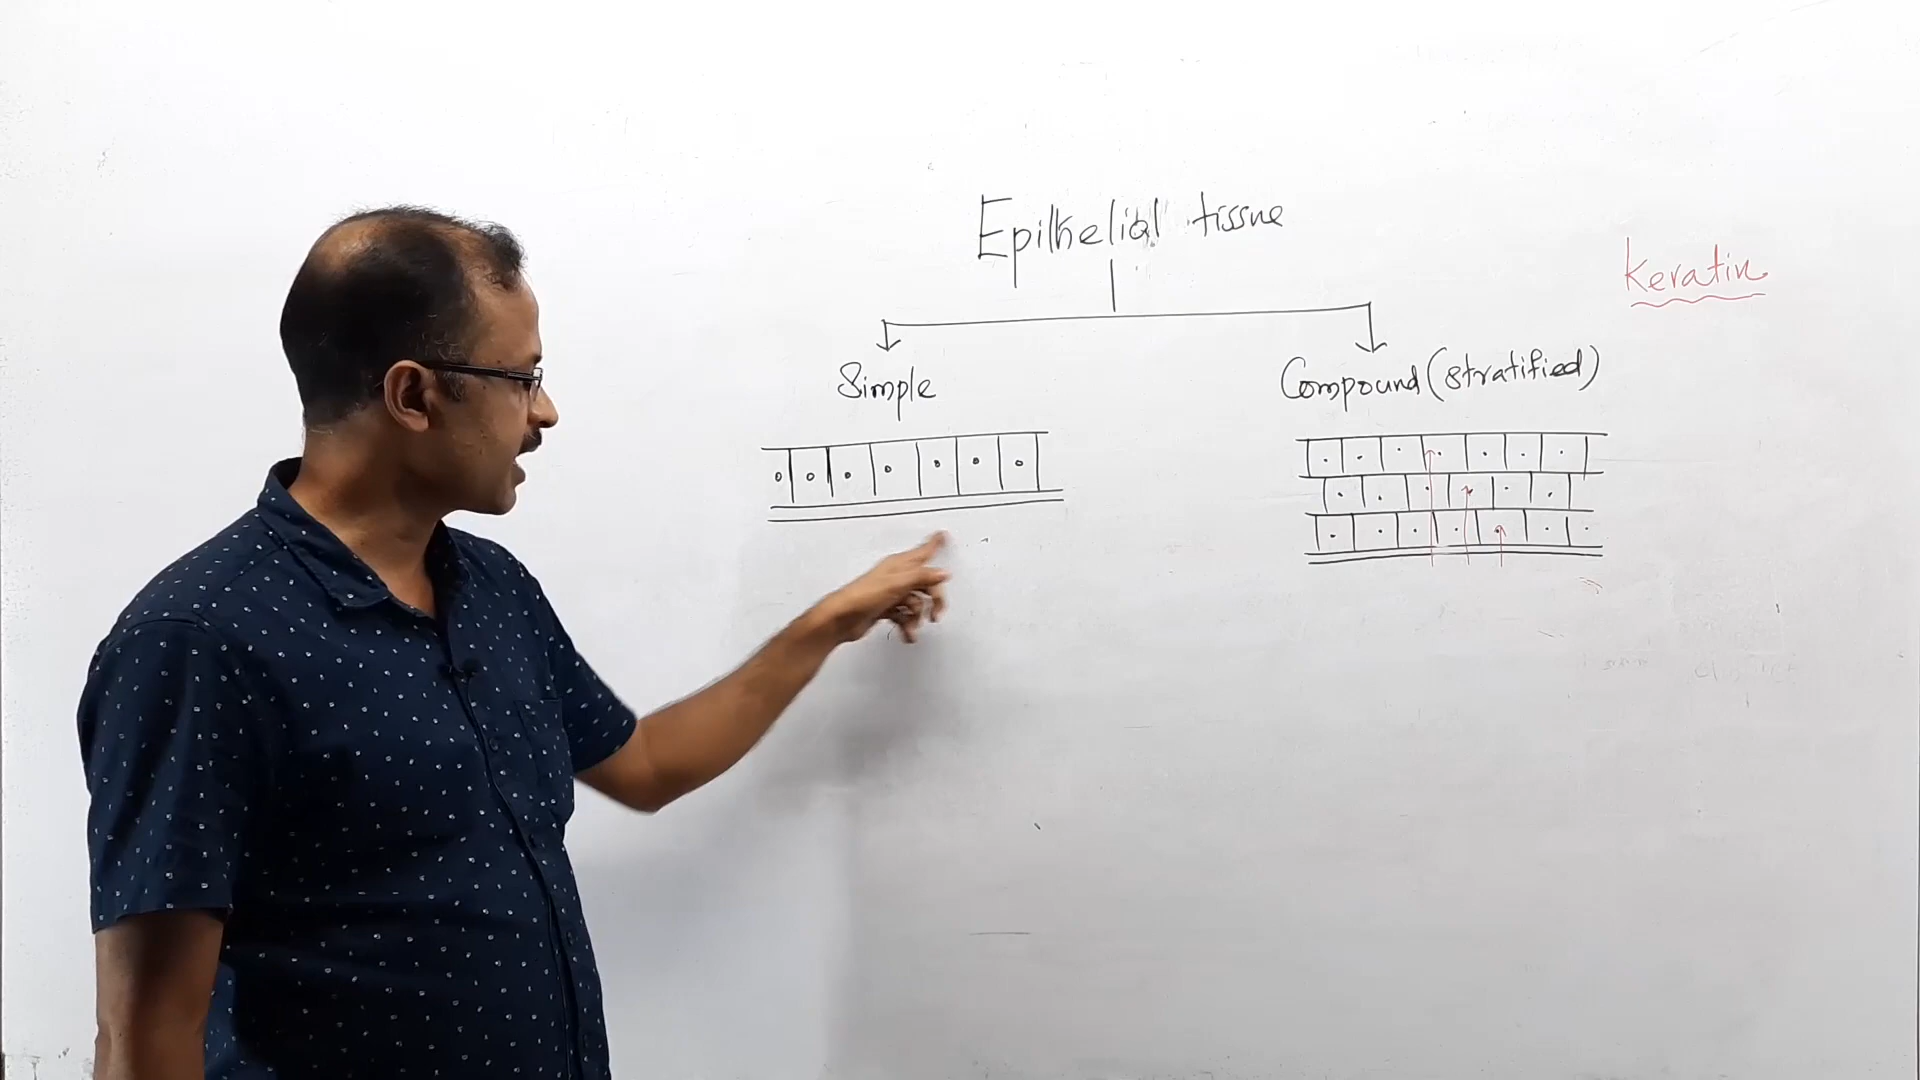 Epithelial tissue
Keratin
Simple
Compound (Stratified)